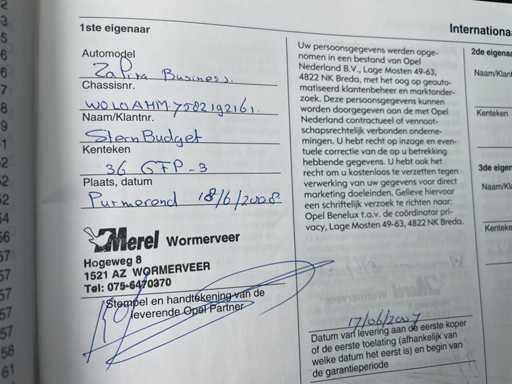 1ste eigenaar
Automodel
Zafira Business.
Chassisnr.
Naam/Klantnr.
Stern Budget
Kenteken
36 GFP-3
Plaats, datum
Purmerend 18/6/2008
Merel Wormerveer
Hogeweg 8
1521 AZ WORMERVEER
Tel: 075-6470370
Stempel en handtekening van de
leverende Opel Partner
Uw persoonsgegevens werden opge-
nomen in een bestand van Opel
Nederland B.V., Lage Mosten 49-63,
4822 NK Breda, met het oog op geauto-
matiseerd klantenbeheer en marktonder-
zoek. Deze persoonsgegevens kunnen
worden doorgegeven aan de met Opel
Nederland contractueel of vennoot-
schapsrechtelijk verbonden onderne-
mingen. U hebt recht op inzage en even-
tuele correctie van de op u betrekking
hebbende gegevens. U hebt ook het
recht om u kosteloos te verzetten tegen
verwerking van uw gegevens voor direct
marketing doeleinden. Gelieve hiervoor
een schriftelijk verzoek te richten naar:
Opel Benelux t.a.v. de coördinator pri-
vacy, Lage Mosten 49-63, 4822 NK Breda.
17/06/2007
Datum van levering aan de eerste koper
of de eerste toelating (afhankelijk van
welke datum het eerst is) en begin van
de garantieperiode
Internationa
2de eigena
Naam/Klant
Kenteken
3de eigena
Naam/Kla
Kenteken